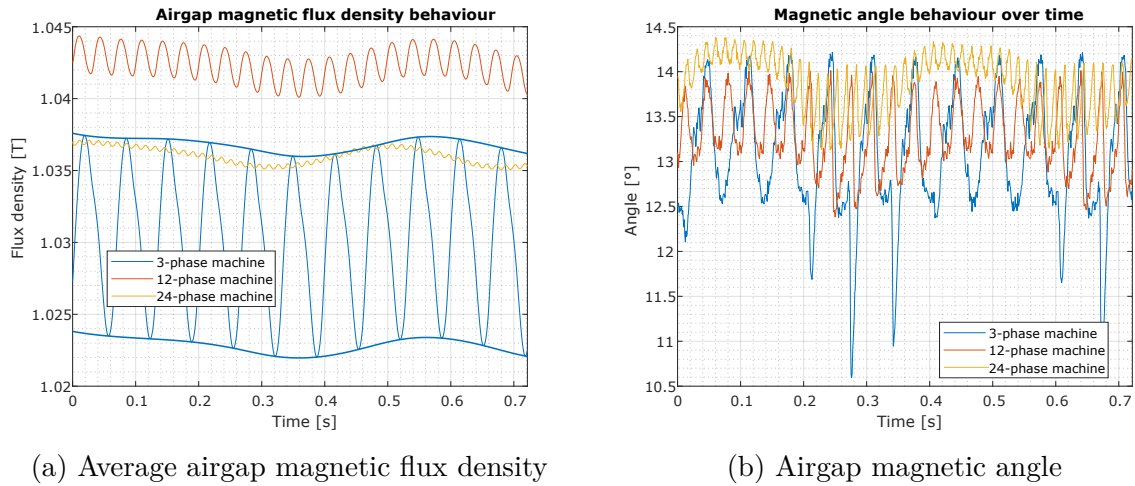 Airgap magnetic flux density behaviour
1.045
1.04
1.035
1.03
1.025
1.02
Flux density [T]
3-phase machine
12-phase machine
24-phase machine
0 0.1 0.2 0.3 0.4 0.5 0.6 0.7
Time [s]
(a) Average airgap magnetic flux density
Magnetic angle behaviour over time
14.5
14
13.5
13
12.5
12
11.5
11
10.5
Angle [°]
3-phase machine
12-phase machine
24-phase machine
0 0.1 0.2 0.3 0.4 0.5 0.6 0.7
Time [s]
(b) Airgap magnetic angle